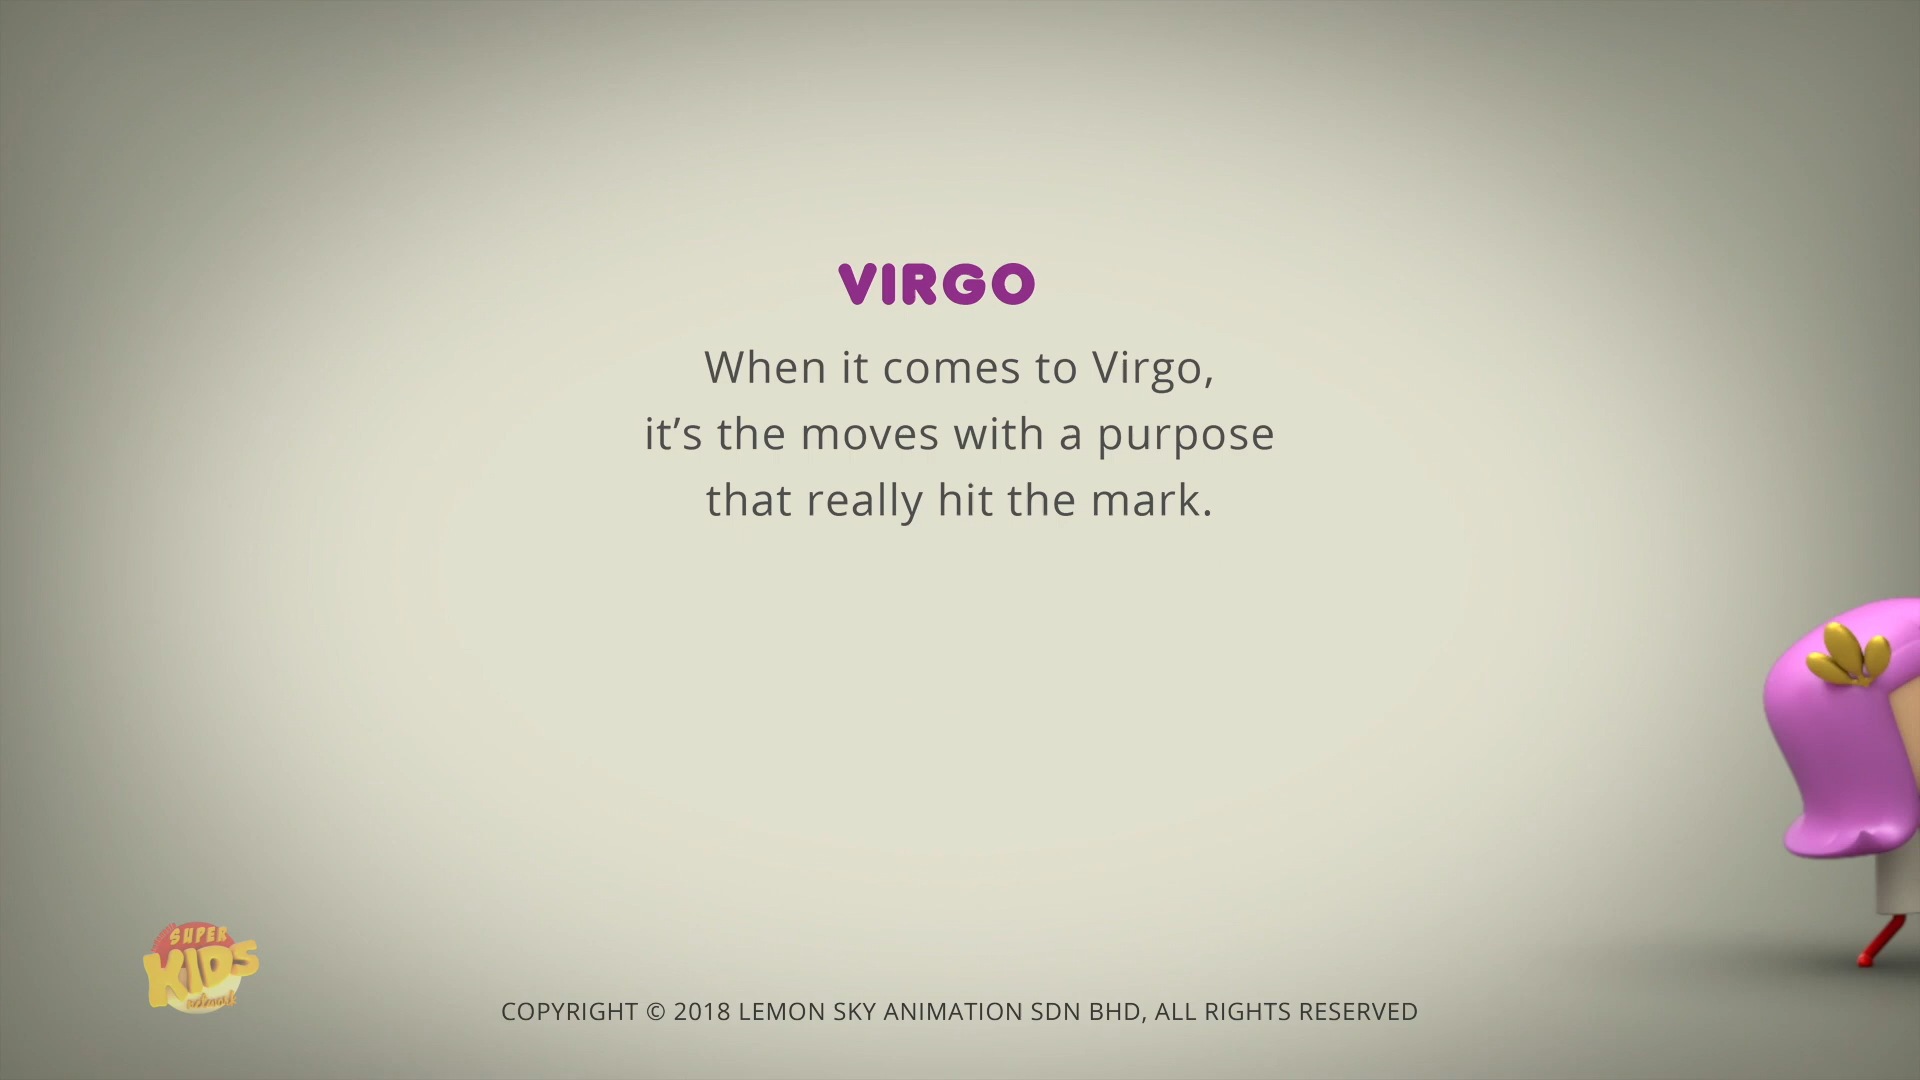 VIRGO
When it comes to Virgo,
it’s the moves with a purpose
that really hit the mark.
SUPER
KIDS
network
COPYRIGHT © 2018 LEMON SKY ANIMATION SDN BHD, ALL RIGHTS RESERVED